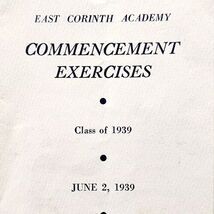 EAST CORINTH ACADEMY
COMMENCEMENT
EXERCISES
Class of 1939
JUNE 2, 1939